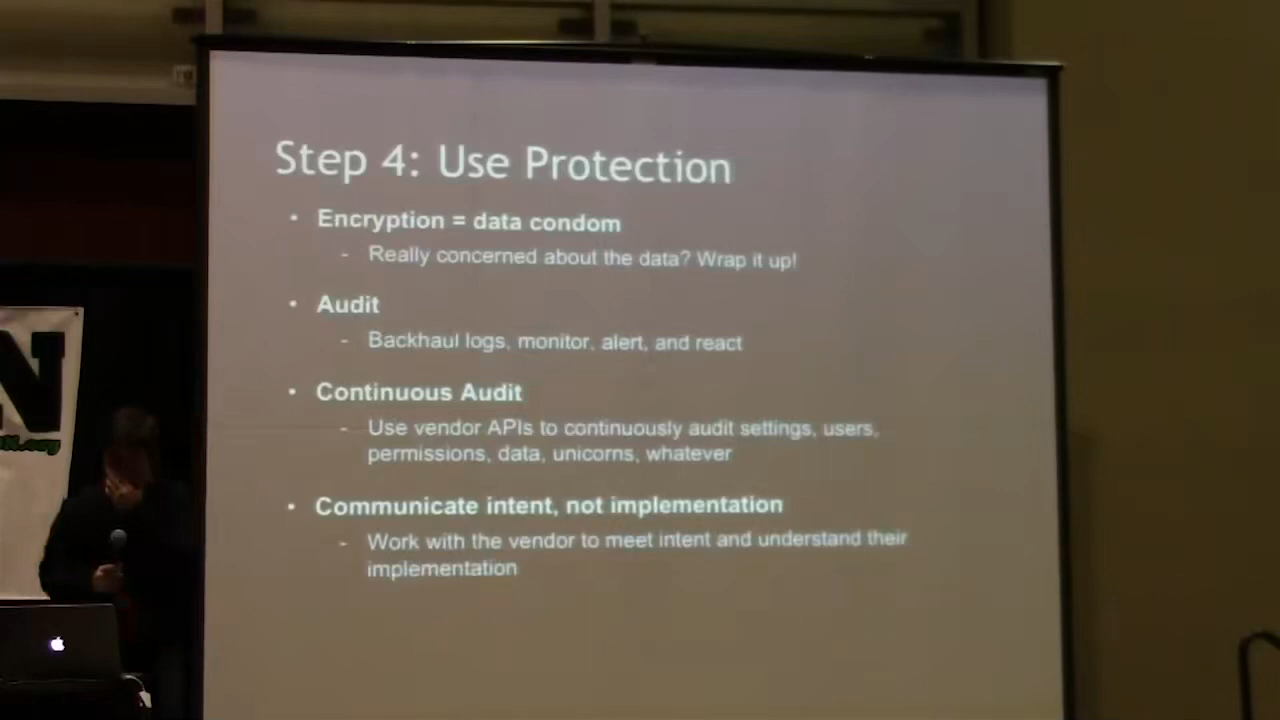 Step 4: Use Protection
• Encryption = data condom
- Really concerned about the data? Wrap it up!
• Audit
- Backhaul logs, monitor, alert, and react
• Continuous Audit
- Use vendor APIs to continuously audit settings, users,
permissions, data, unicorns, whatever
• Communicate intent, not implementation
- Work with the vendor to meet intent and understand their
implementation
N